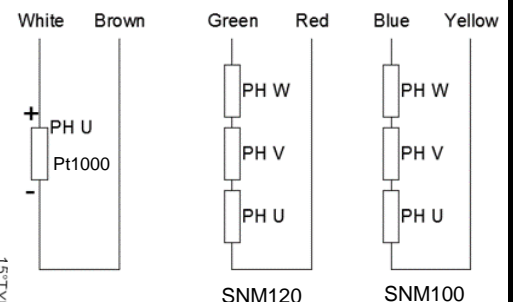 White Brown Green Red Blue Yellow
+ PH U
Pt1000
-
PH W
PH V
PH U
SNM120
PH W
PH V
PH U
SNM100